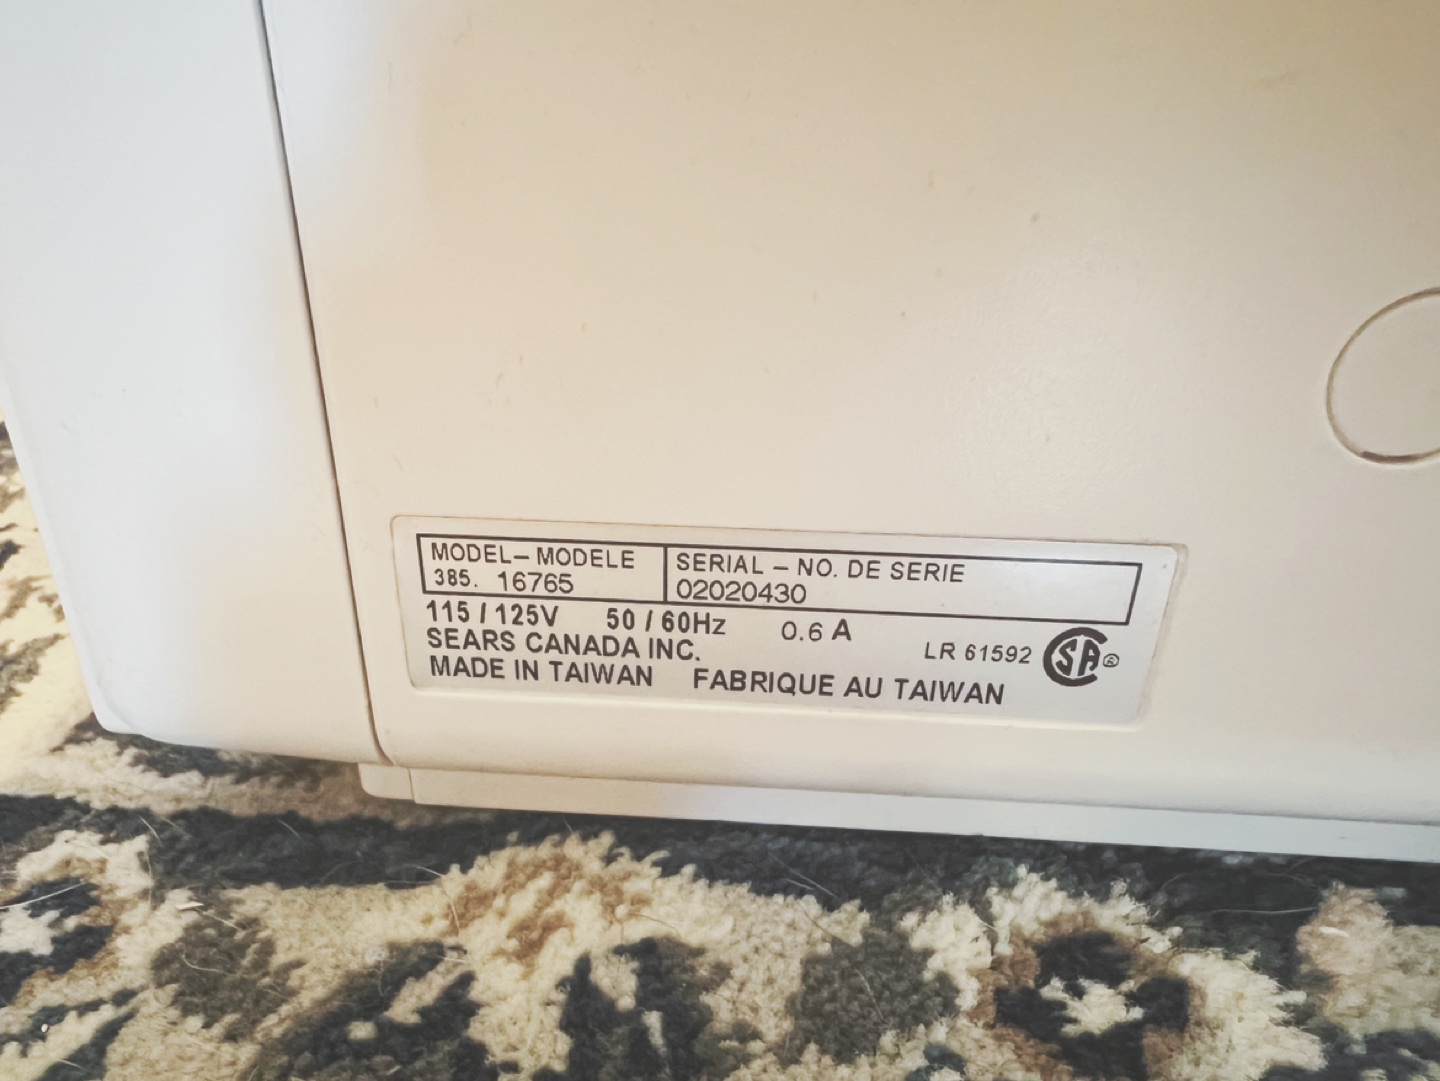 MODEL – MODELE
385. 16765
SERIAL – NO. DE SERIE
02020430
115 / 125V 50 / 60Hz 0.6 A
SEARS CANADA INC.
LR 61592 SA ®
MADE IN TAIWAN FABRIQUE AU TAIWAN